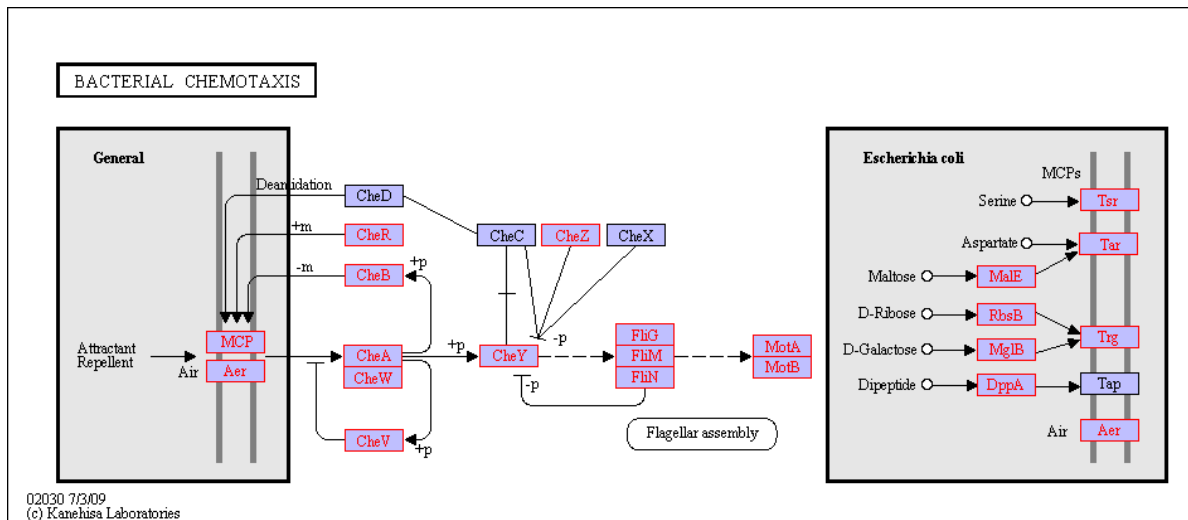 BACTERIAL CHEMOTAXIS
General
Deamidation
CheD
+m
CheR
-m
CheB
+p
MCP
Attractant
Repellent
Air
Aer
CheA
CheW
CheV
+p
+p
CheC
CheZ
CheX
-p
CheY
-p
FliG
FliM
FliN
MotA
MotB
Flagellar assembly
Escherichia coli
MCPs
Serine
Tsr
Aspartate
Tar
Maltose
MalE
D-Ribose
RbsB
Trg
D-Galactose
MglB
Dipeptide
DppA
Tap
Air
Aer
02030 7/3/09
(c) Kanehisa Laboratories